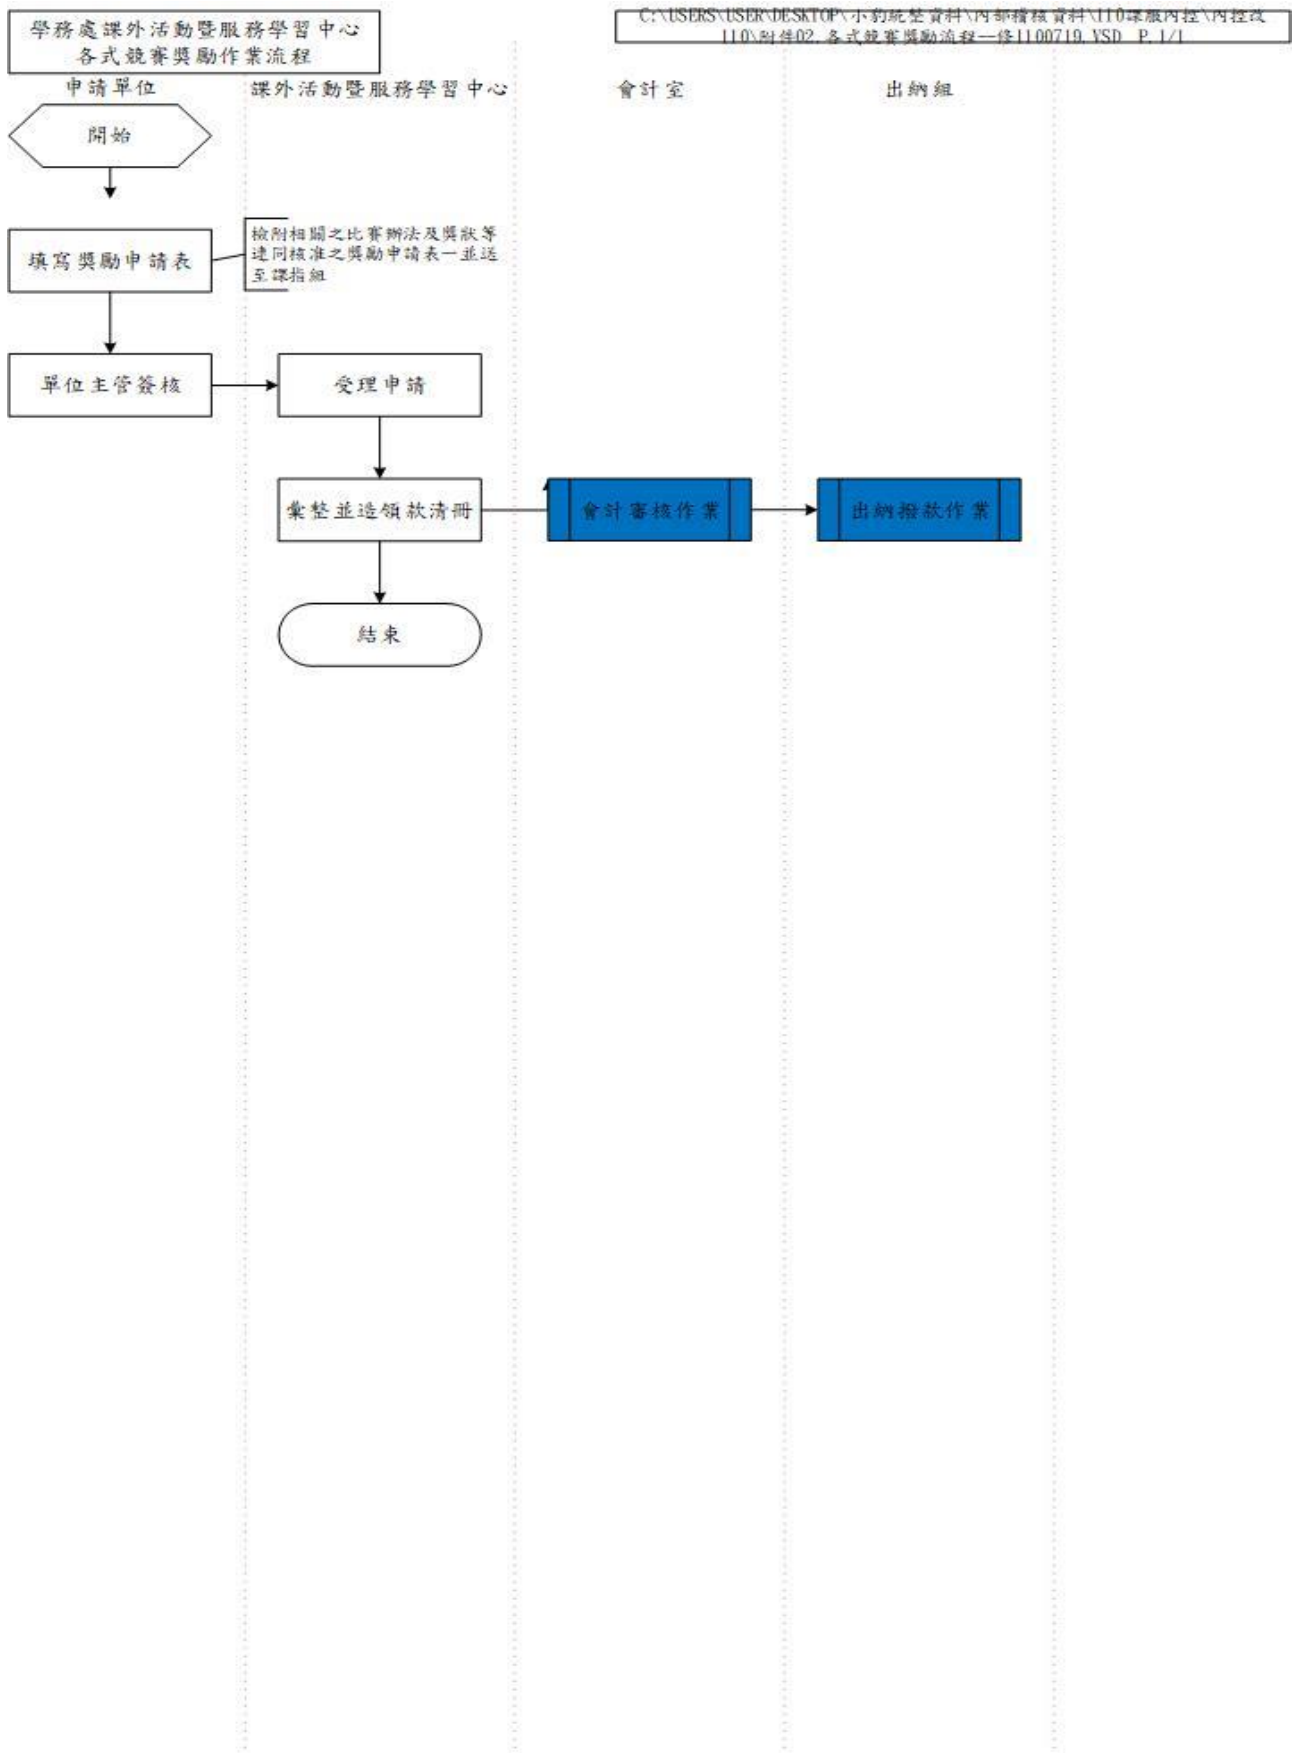 學務處課外活動暨服務學習中心
各式競賽獎勵作業流程
C:\USERS\USER\DESKTOP\小豹統整資料\內部稽核資料\110課服內控\內控改
110\附件02.各式競賽獎勵流程--修1100719.VSD P.1/1
申請單位
課外活動暨服務學習中心
會計室
出納組
開始
填寫獎勵申請表
檢附相關之比賽辦法及獎狀等
連同核准之獎勵申請表一並送
至課指組
單位主管簽核
受理申請
彙整並造領款清冊
會計審核作業
出納撥款作業
結束